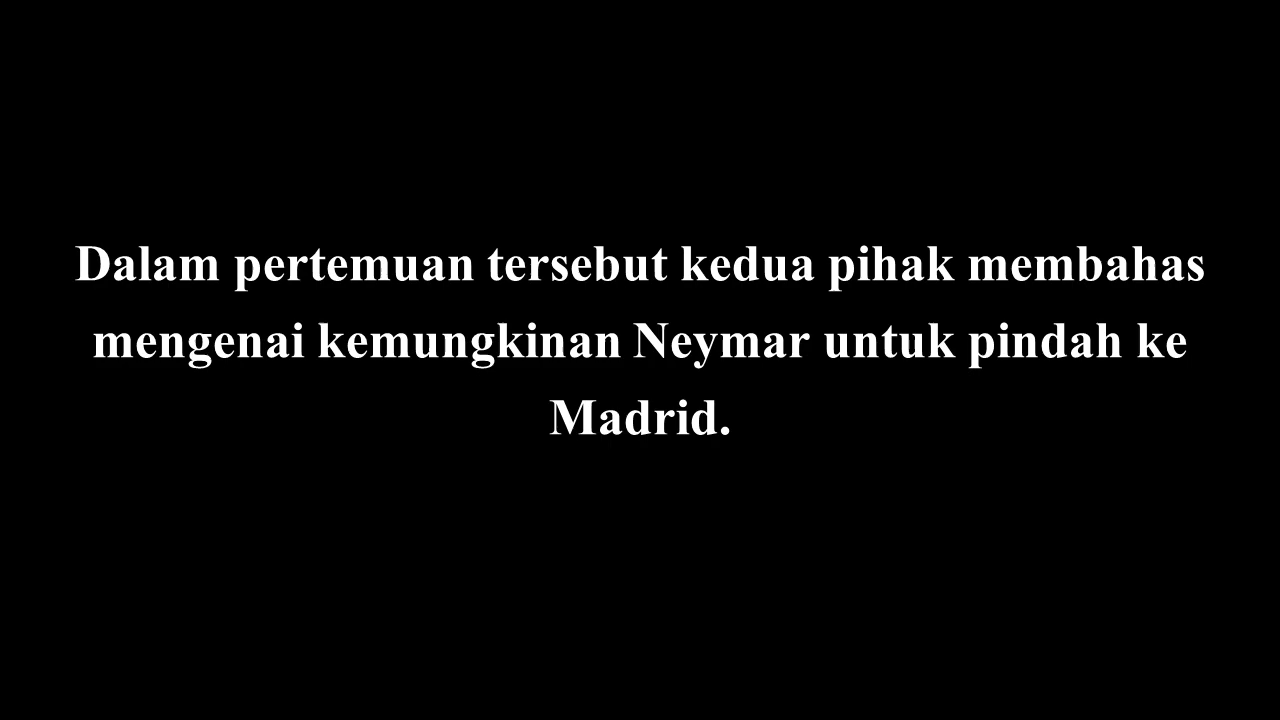 Dalam pertemuan tersebut kedua pihak membahas
mengenai kemungkinan Neymar untuk pindah ke
Madrid.